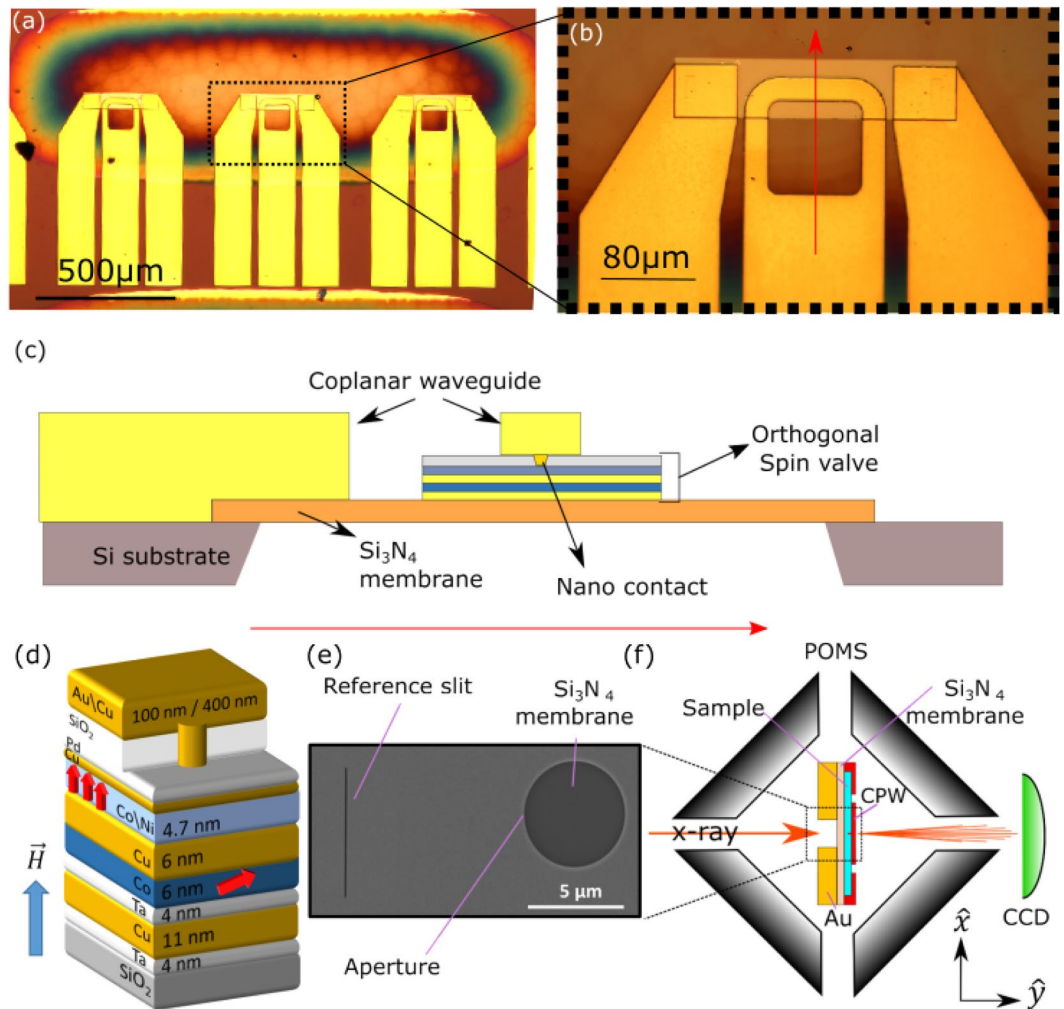 (a)
500μm
(b)
80μm
(c)
Coplanar waveguide
Orthogonal
Spin valve
Si substrate
Si₃N₄
membrane
Nano contact
(d)
Au\Cu
100 nm / 400 nm
SiO₂
Pd
Cu
Co\Ni
4.7 nm
Cu
6 nm
Co
6 nm
Ta
4 nm
Cu
11 nm
Ta
4 nm
SiO₂
H⃗
(e)
Reference slit
Si₃N₄
membrane
Aperture
5 μm
(f)
POMS
Sample
Si₃N₄
membrane
CPW
x-ray
Au
CCD
x̂
ŷ